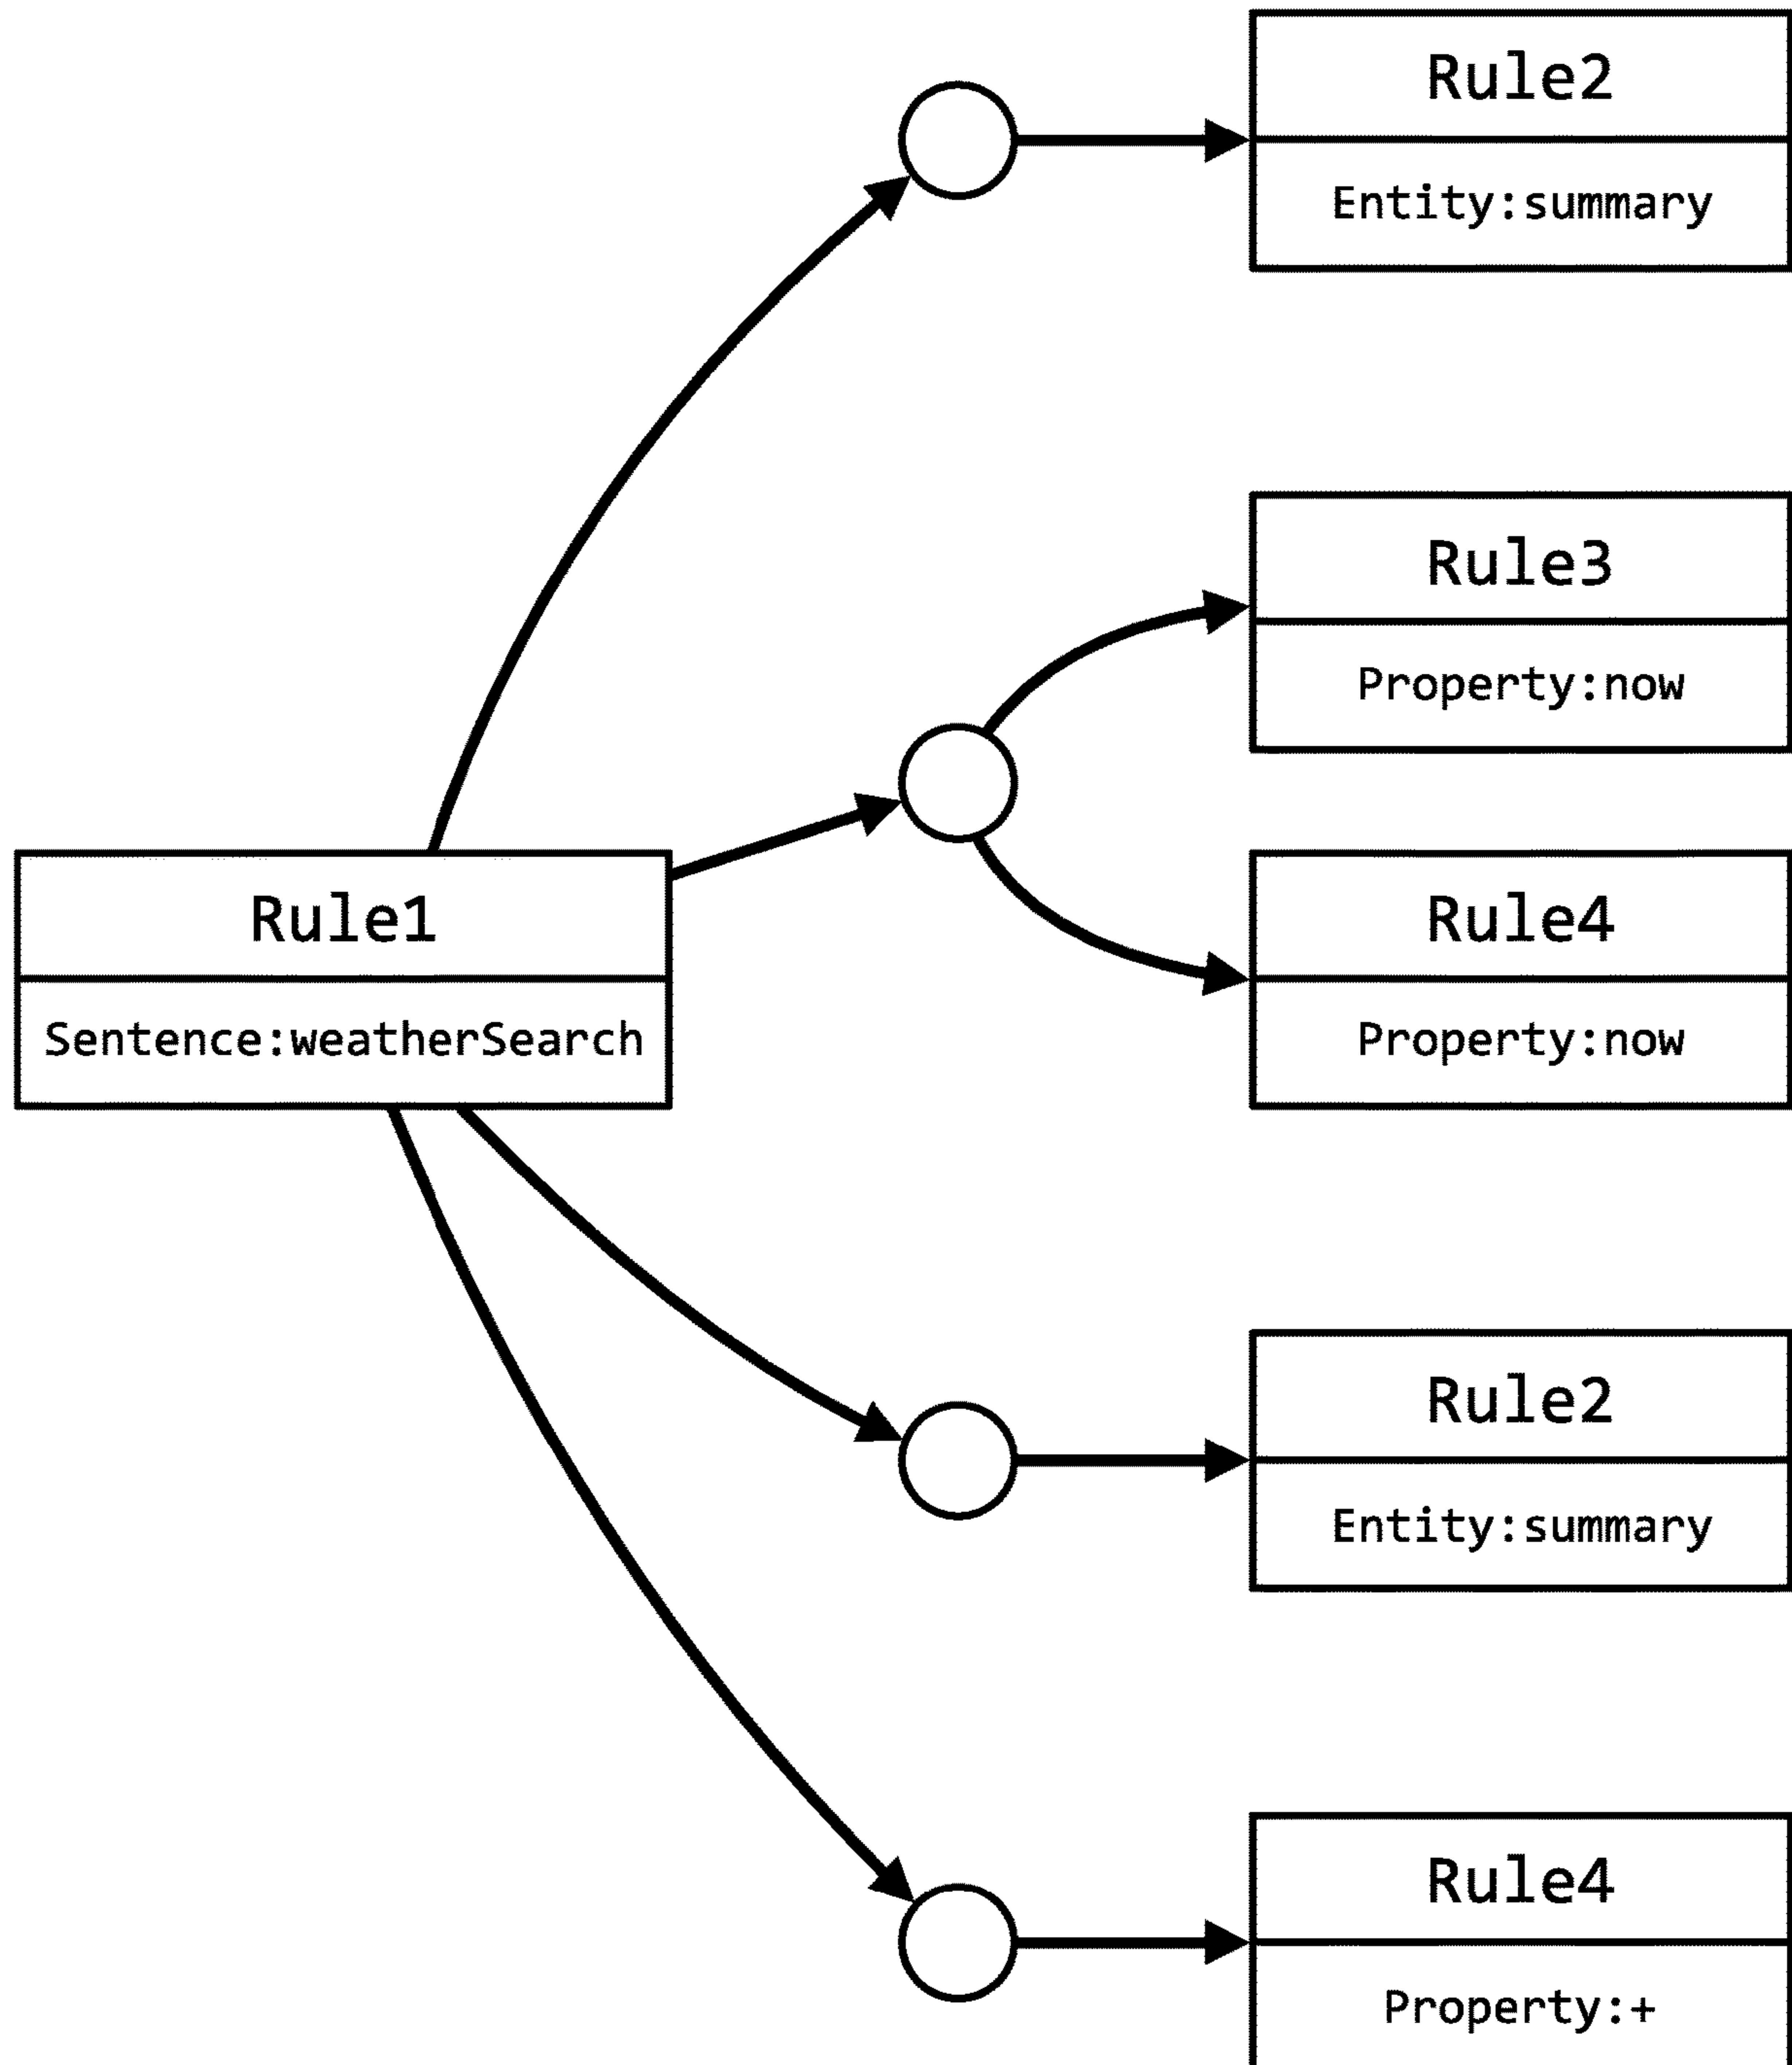 Rule2
Entity:summary
Rule3
Property:now
Rule1
Sentence:weatherSearch
Rule4
Property:now
Rule2
Entity:summary
Rule4
Property:+